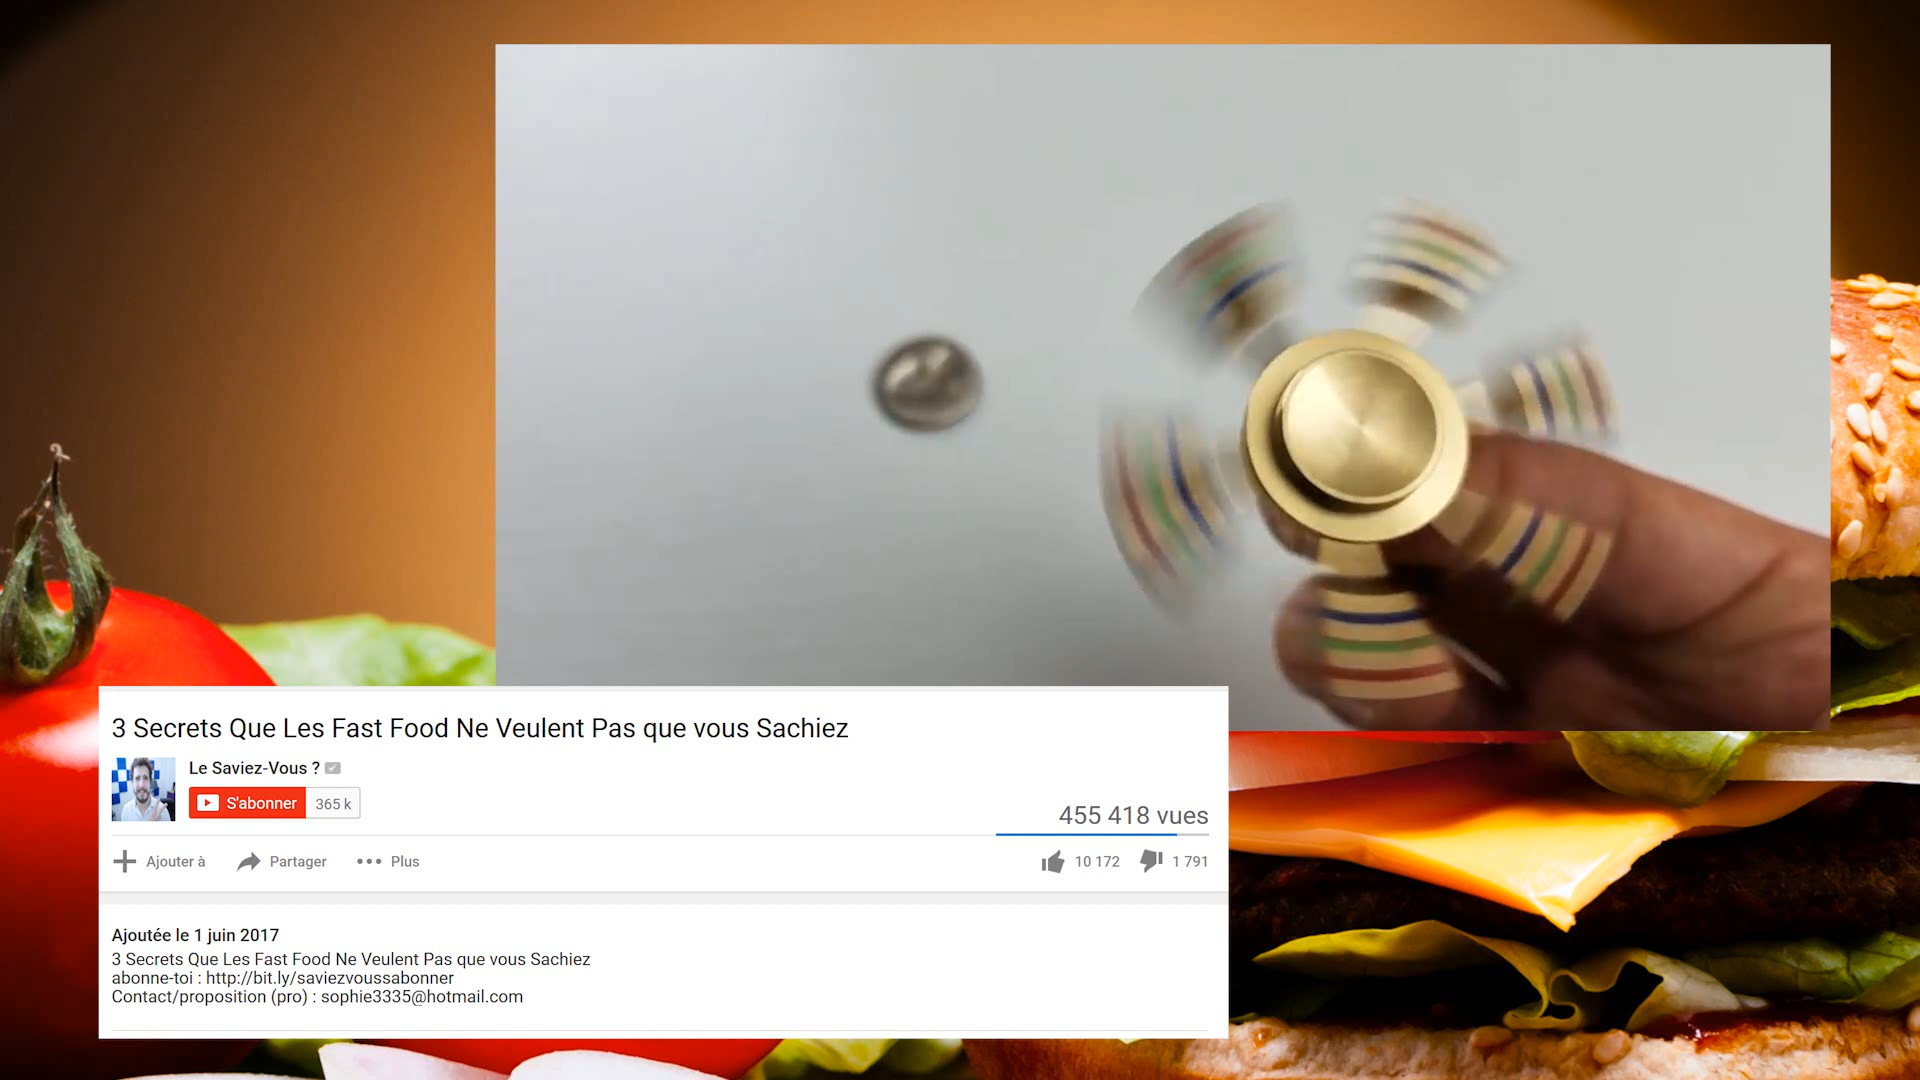 3 Secrets Que Les Fast Food Ne Veulent Pas que vous Sachiez
Le Saviez-Vous ?
S'abonner 365 k
455 418 vues
Ajouter à Partager Plus 10 172 1 791
Ajoutée le 1 juin 2017
3 Secrets Que Les Fast Food Ne Veulent Pas que vous Sachiez
abonne-toi : http://bit.ly/saviezvoussabonner
Contact/proposition (pro) : sophie3335@hotmail.com